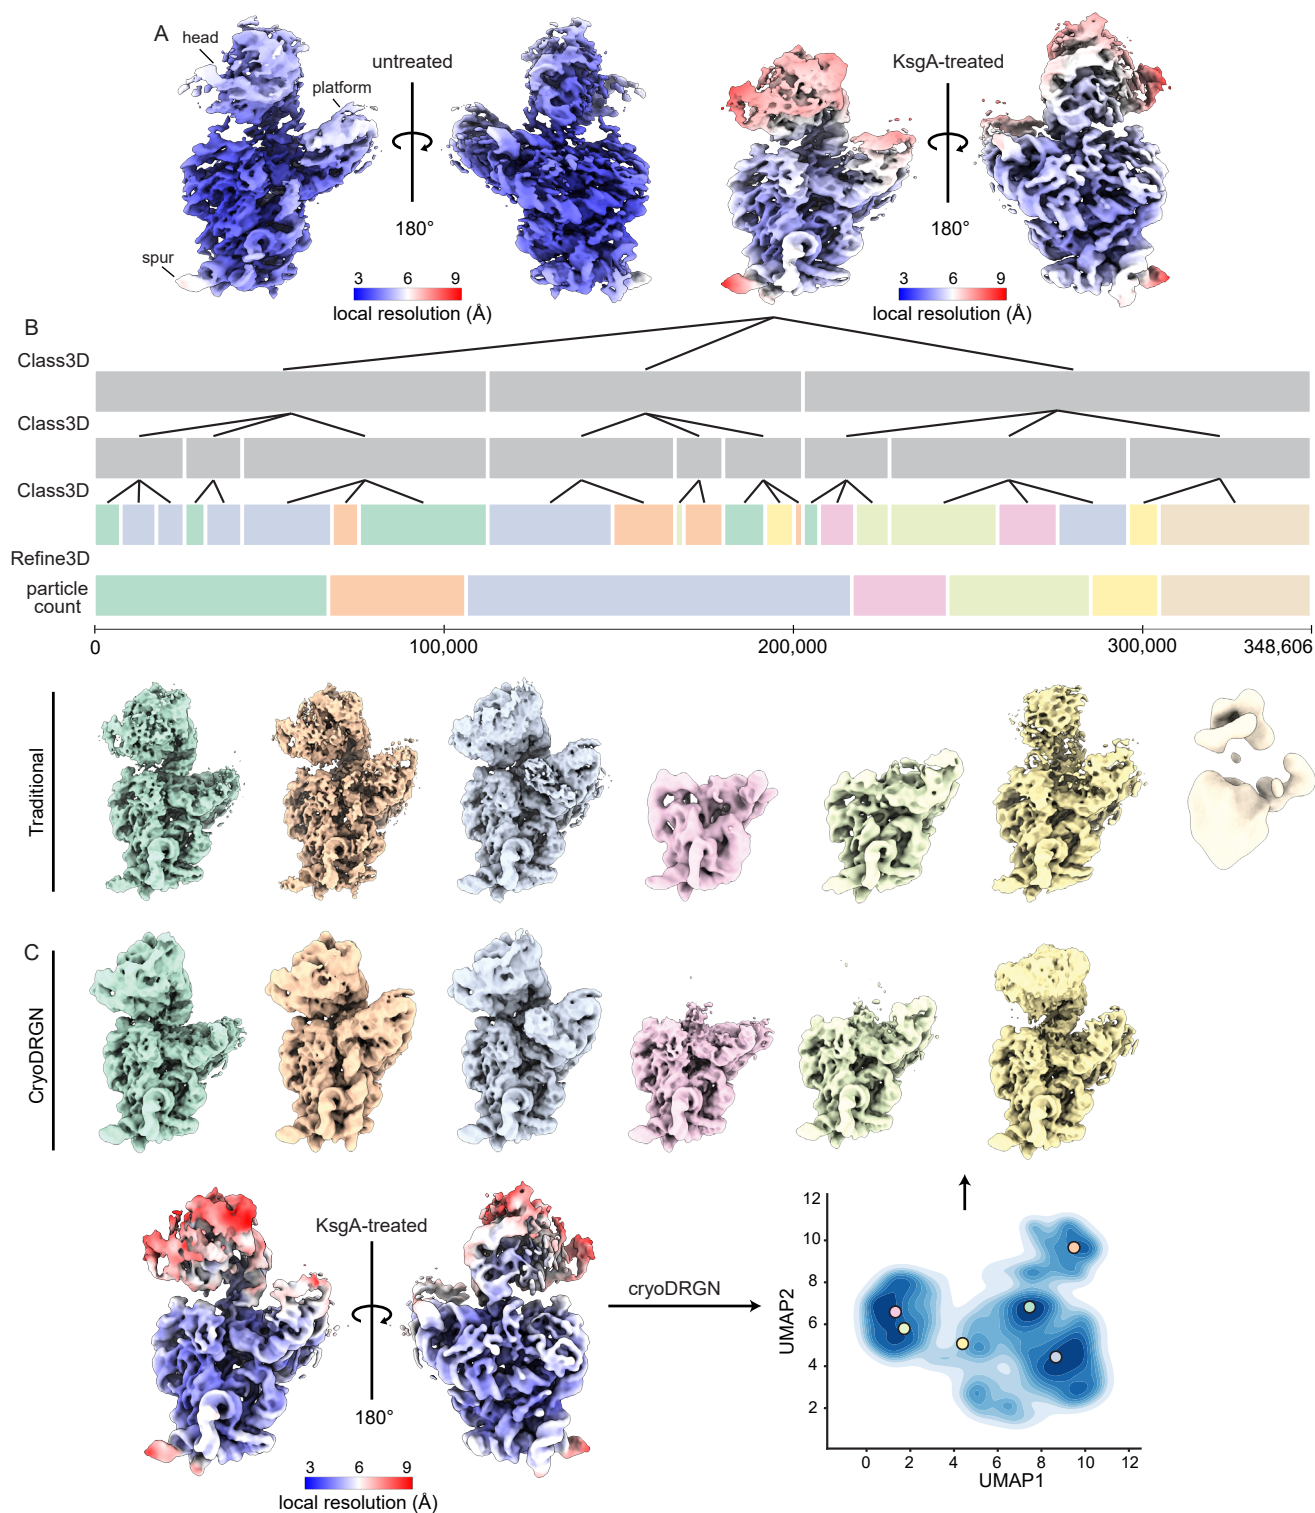 A
head
platform
spur
untreated
180°
3 6 9
local resolution (Å)
KsgA-treated
180°
3 6 9
local resolution (Å)
B
Class3D
Class3D
Class3D
Refine3D
particle
count
0 100,000 200,000 300,000 348,606
Traditional
C
CryoDRGN
KsgA-treated
180°
3 6 9
local resolution (Å)
cryoDRGN
UMAP2
12
10
8
6
4
2
0 2 4 6 8 10 12
UMAP1